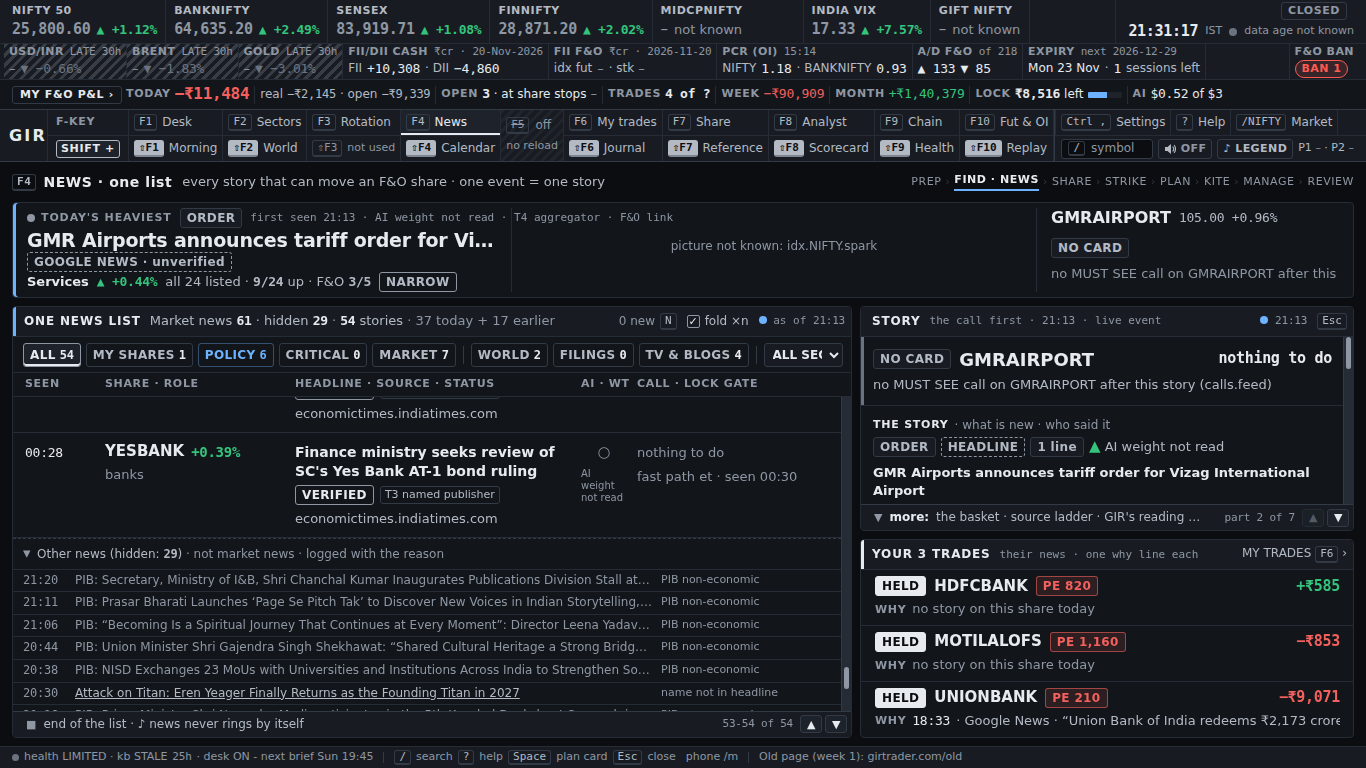 NIFTY 50 BANKNIFTY SENSEX FINNIFTY MIDCPNIFTY INDIA VIX GIFT NIFTY CLOSED
25,800.60 ▲ +1.12% 64,635.20 ▲ +2.49% 83,919.71 ▲ +1.08% 28,871.20 ▲ +2.02% – not known 17.33 ▲ +7.57% – not known 21:31:17 IST data age not known
USD/INR LATE 30h BRENT LATE 30h GOLD LATE 30h FII/DII CASH ₹cr · 20-Nov-2026 FII F&O ₹cr · 2026-11-20 PCR (OI) 15:14 A/D F&O of 218 EXPIRY next 2026-12-29 F&O BAN
– ▼ −0.66% – ▼ −1.83% – ▼ −3.01% FII +10,308 · DII −4,860 idx fut – · stk – NIFTY 1.18 · BANKNIFTY 0.93 ▲ 133 ▼ 85 Mon 23 Nov · 1 sessions left BAN 1
MY F&O P&L › TODAY −₹11,484 real −₹2,145 · open −₹9,339 OPEN 3 · at share stops – TRADES 4 of ? WEEK −₹90,909 MONTH +₹1,40,379 LOCK ₹8,516 left AI $0.52 of $3
GIR F-KEY F1 Desk F2 Sectors F3 Rotation F4 News F5 off F6 My trades F7 Share F8 Analyst F9 Chain F10 Fut & OI Ctrl , Settings ? Help /NIFTY Market
SHIFT + ⇧F1 Morning ⇧F2 World ⇧F3 not used ⇧F4 Calendar no reload ⇧F6 Journal ⇧F7 Reference ⇧F8 Scorecard ⇧F9 Health ⇧F10 Replay / symbol OFF ♪ LEGEND P1 – · P2 –
F4 NEWS · one list every story that can move an F&O share · one event = one story PREP › FIND · NEWS › SHARE › STRIKE › PLAN › KITE › MANAGE › REVIEW
TODAY'S HEAVIEST ORDER first seen 21:13 · AI weight not read · T4 aggregator · F&O link
GMR Airports announces tariff order for Vi…
GOOGLE NEWS · unverified
Services ▲ +0.44% all 24 listed · 9/24 up · F&O 3/5 NARROW
picture not known: idx.NIFTY.spark
GMRAIRPORT 105.00 +0.96%
NO CARD
no MUST SEE call on GMRAIRPORT after this
ONE NEWS LIST Market news 61 · hidden 29 · 54 stories · 37 today + 17 earlier 0 new N fold ×n as of 21:13
ALL 54 MY SHARES 1 POLICY 6 CRITICAL 0 MARKET 7 WORLD 2 FILINGS 0 TV & BLOGS 4 ALL SEC
SEEN SHARE · ROLE HEADLINE · SOURCE · STATUS AI · WT CALL · LOCK GATE
economictimes.indiatimes.com
00:28 YESBANK +0.39% Finance ministry seeks review of nothing to do
banks SC's Yes Bank AT-1 bond ruling AI weight not read fast path et · seen 00:30
VERIFIED T3 named publisher
economictimes.indiatimes.com
▼ Other news (hidden: 29) · not market news · logged with the reason
21:20 PIB: Secretary, Ministry of I&B, Shri Chanchal Kumar Inaugurates Publications Division Stall at… PIB non-economic
21:11 PIB: Prasar Bharati Launches ‘Page Se Pitch Tak’ to Discover New Voices in Indian Storytelling,… PIB non-economic
21:06 PIB: “Becoming is a Spiritual Journey That Continues at Every Moment”: Director Leena Yadav… PIB non-economic
20:44 PIB: Union Minister Shri Gajendra Singh Shekhawat: “Shared Cultural Heritage a Strong Bridg… PIB non-economic
20:38 PIB: NISD Exchanges 23 MoUs with Universities and Institutions Across India to Strengthen So… PIB non-economic
20:30 Attack on Titan: Eren Yeager Finally Returns as the Founding Titan in 2027 name not in headline
■ end of the list · ♪ news never rings by itself 53-54 of 54 ▲ ▼
STORY the call first · 21:13 · live event 21:13 Esc
NO CARD GMRAIRPORT nothing to do
no MUST SEE call on GMRAIRPORT after this story (calls.feed)
THE STORY · what is new · who said it
ORDER HEADLINE 1 line ▲ AI weight not read
GMR Airports announces tariff order for Vizag International
Airport
▼ more: the basket · source ladder · GIR's reading … part 2 of 7 ▲ ▼
YOUR 3 TRADES their news · one why line each MY TRADES F6 ›
HELD HDFCBANK PE 820 +₹585
WHY no story on this share today
HELD MOTILALOFS PE 1,160 −₹853
WHY no story on this share today
HELD UNIONBANK PE 210 −₹9,071
WHY 18:33 · Google News · “Union Bank of India redeems ₹2,173 crore
health LIMITED · kb STALE 25h · desk ON - next brief Sun 19:45 / search ? help Space plan card Esc close phone /m Old page (week 1): girtrader.com/old